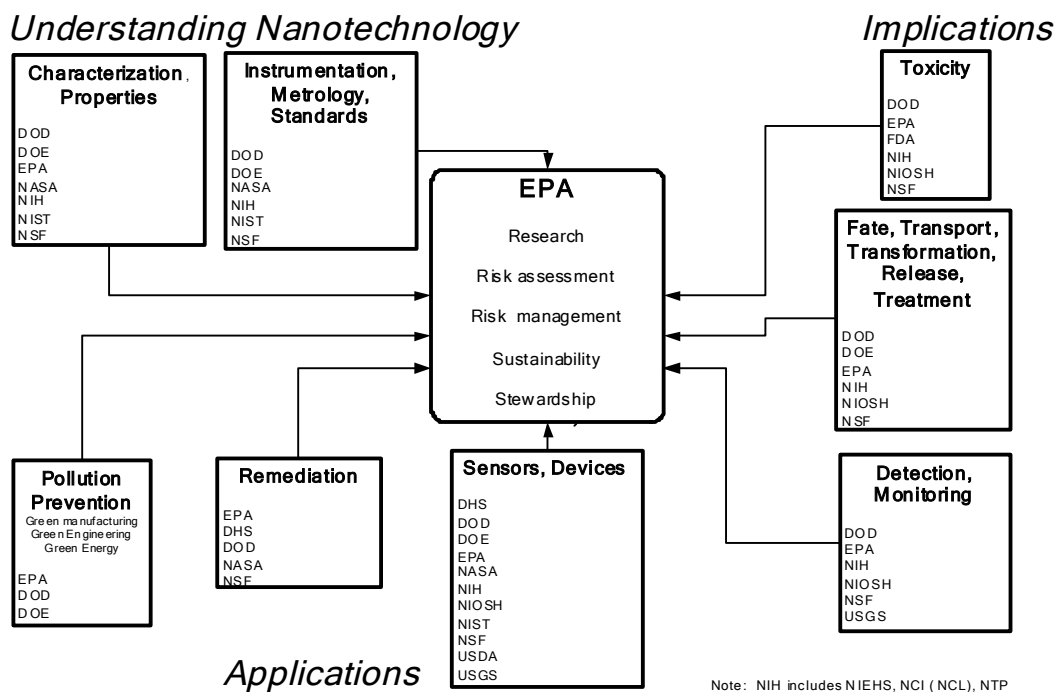 Understanding Nanotechnology
Implications
Characterization,
Properties
DOD
DOE
EPA
NASA
NIH
NIST
NSF
Instrumentation,
Metrology,
Standards
DOD
DOE
NASA
NIH
NIST
NSF
EPA
Research
Risk assessment
Risk management
Sustainability
Stewardship
Toxicity
DOD
EPA
FDA
NIH
NIOSH
NSF
Fate, Transport,
Transformation,
Release,
Treatment
DOD
DOE
EPA
NIH
NIOSH
NSF
Pollution
Prevention
Green manufacturing
Green Engineering
Green Energy
EPA
DOD
DOE
Remediation
EPA
DHS
DOD
NASA
NSF
Sensors, Devices
DHS
DOD
DOE
EPA
NASA
NIH
NIOSH
NIST
NSF
USDA
USGS
Detection,
Monitoring
DOD
EPA
NIH
NIOSH
NSF
USGS
Applications
Note: NIH includes NIEHS, NCI (NCL), NTP